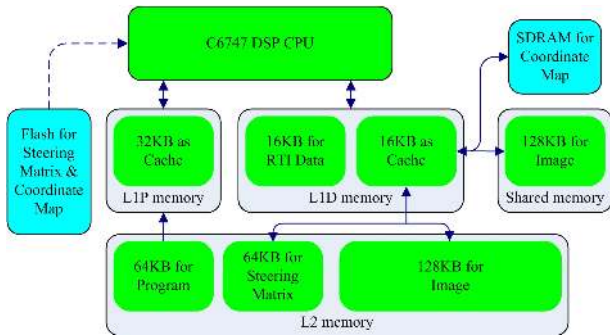 C6747 DSP CPU
SDRAM for
Coordinate
Map
Flash for
Steering
Matrix &
Coordinate
Map
32KB as
Cache
L1P memory
16KB for
RTI Data
16KB as
Cache
L1D memory
128KB for
Image
Shared memory
64KB for
Program
64KB for
Steering
Matrix
128KB for
Image
L2 memory